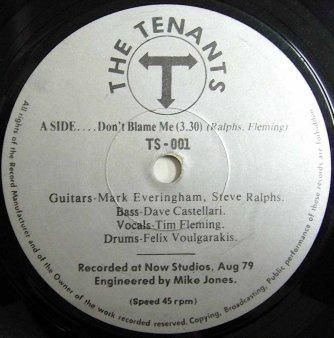 THE TENANTS
T
A SIDE....Don't Blame Me (3.30) (Ralphs. Fleming)
TS-001
Guitars-Mark Everingham, Steve Ralphs.
Bass-Dave Castellari.
Vocals-Tim Fleming.
Drums-Felix Voulgarakis.
Recorded at Now Studios, Aug 79
Engineered by Mike Jones.
(Speed 45 rpm)
All rights of the Record Manufacturer and of the Owner of the work recorded reserved. Copying, Broadcasting, Public performance of these records are forbidden.